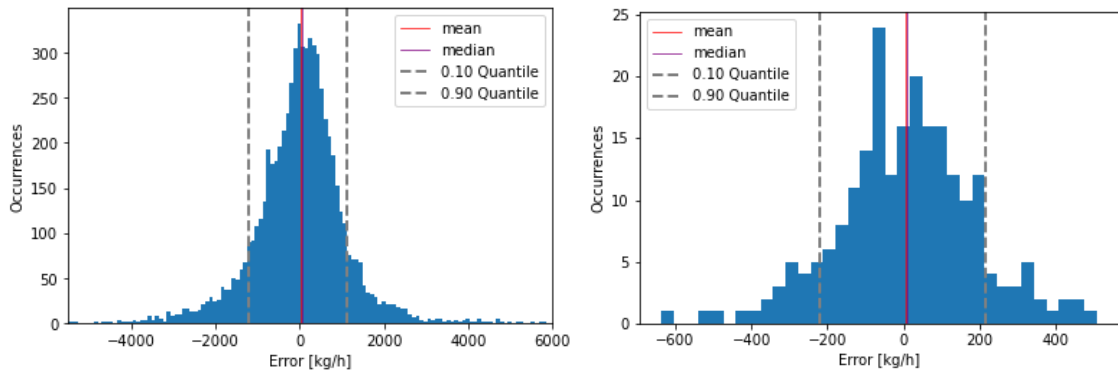 300
250
200
150
100
50
0
Occurrences
mean
median
0.10 Quantile
0.90 Quantile
−4000
−2000
0
2000
4000
6000
Error [kg/h]
25
20
15
10
5
0
Occurrences
mean
median
0.10 Quantile
0.90 Quantile
−600
−400
−200
0
200
400
Error [kg/h]